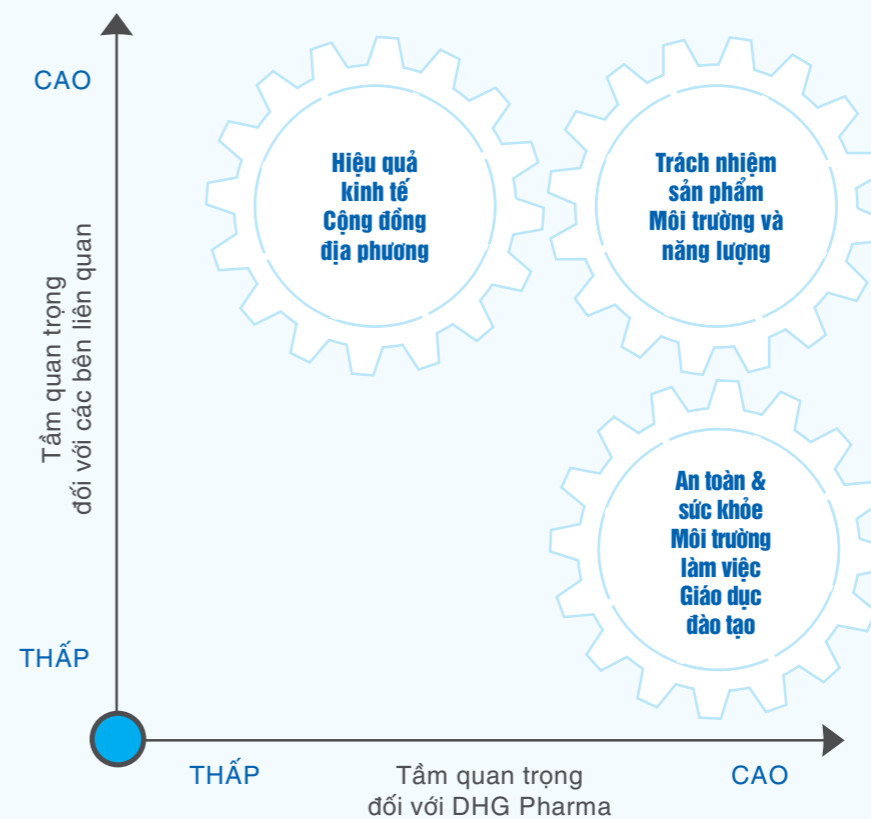 CAO
Tầm quan trọng
đối với các bên liên quan
THẤP
Hiệu quả
kinh tế
Cộng đồng
địa phương
Trách nhiệm
sản phẩm
Môi trường và
năng lượng
An toàn &
sức khỏe
Môi trường
làm việc
Giáo dục
đào tạo
THẤP
Tầm quan trọng
đối với DHG Pharma
CAO